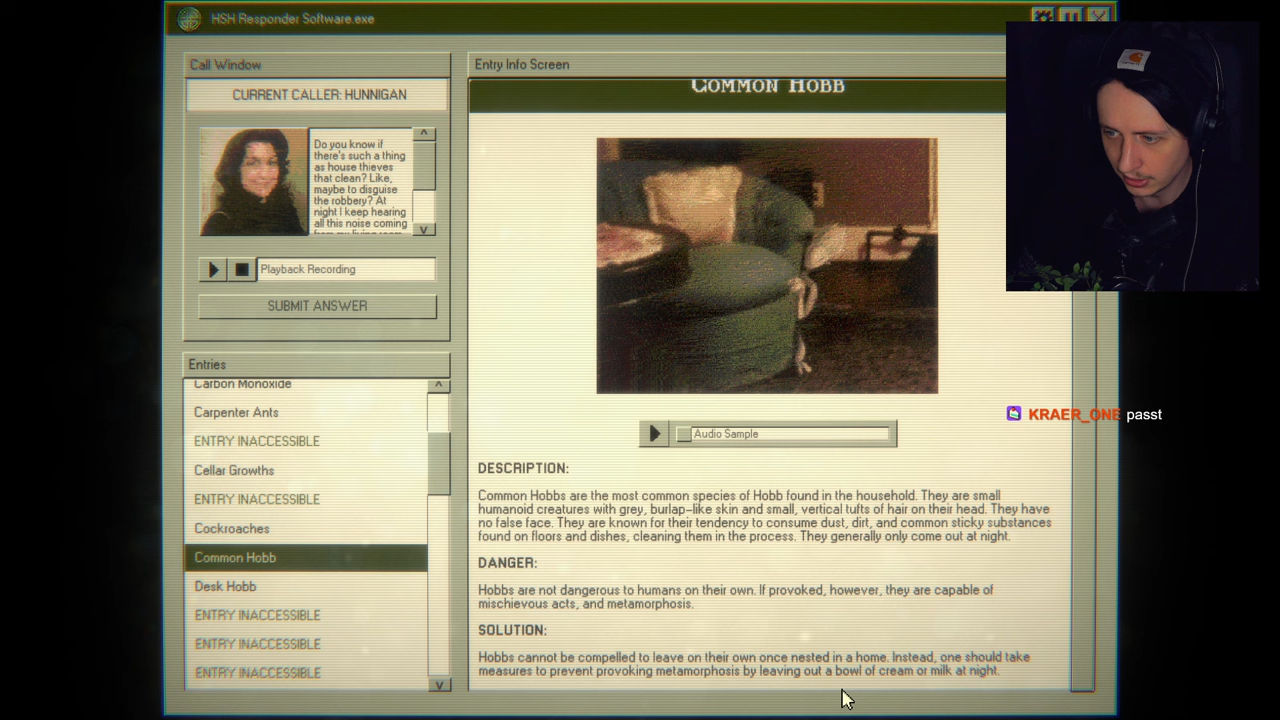 HSH Responder Software.exe
Call Window
CURRENT CALLER: HUNNIGAN
Do you know if
there's such a thing
as house thieves
that clean? Like,
maybe to disguise
the robbery? At
night I keep hearing
all this noise coming
from my living room
Playback Recording
SUBMIT ANSWER
Entries
Carbon Monoxide
Carpenter Ants
ENTRY INACCESSIBLE
Cellar Growths
ENTRY INACCESSIBLE
Cockroaches
Common Hobb
Desk Hobb
ENTRY INACCESSIBLE
ENTRY INACCESSIBLE
ENTRY INACCESSIBLE
Entry Info Screen
Common Hobb
Audio Sample
DESCRIPTION:
Common Hobbs are the most common species of Hobb found in the household. They are small
humanoid creatures with grey, burlap-like skin and small, vertical tufts of hair on their head. They have
no false face. They are known for their tendency to consume dust, dirt, and common sticky substances
found on floors and dishes, cleaning them in the process. They generally only come out at night.
DANGER:
Hobbs are not dangerous to humans on their own. If provoked, however, they are capable of
mischievous acts, and metamorphosis.
SOLUTION:
Hobbs cannot be compelled to leave on their own once nested in a home. Instead, one should take
measures to prevent provoking metamorphosis by leaving out a bowl of cream or milk at night.
KRAER_ONE passt